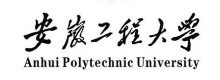 安徽工程大学
Anhui Polytechnic University